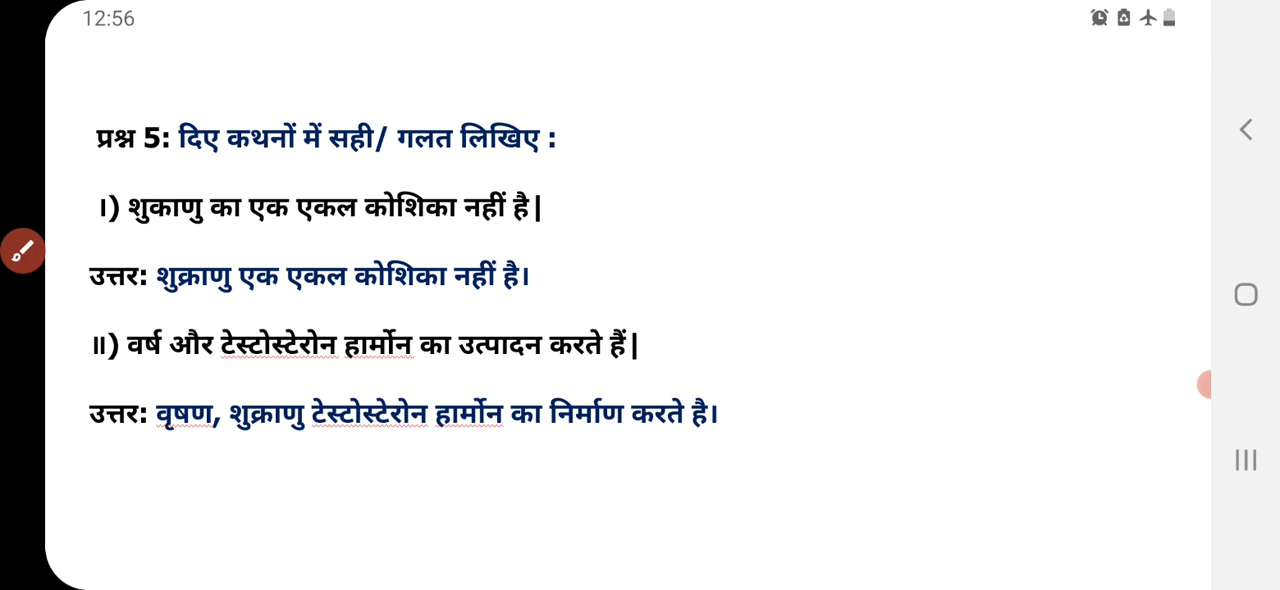 12:56
प्रश्न 5: दिए कथनों में सही/ गलत लिखिए :
I) शुकाणु का एक एकल कोशिका नहीं है|
उत्तर: शुक्राणु एक एकल कोशिका नहीं है।
II) वर्ष और टेस्टोस्टेरोन हार्मोन का उत्पादन करते हैं|
उत्तर: वृषण, शुक्राणु टेस्टोस्टेरोन हार्मोन का निर्माण करते है।